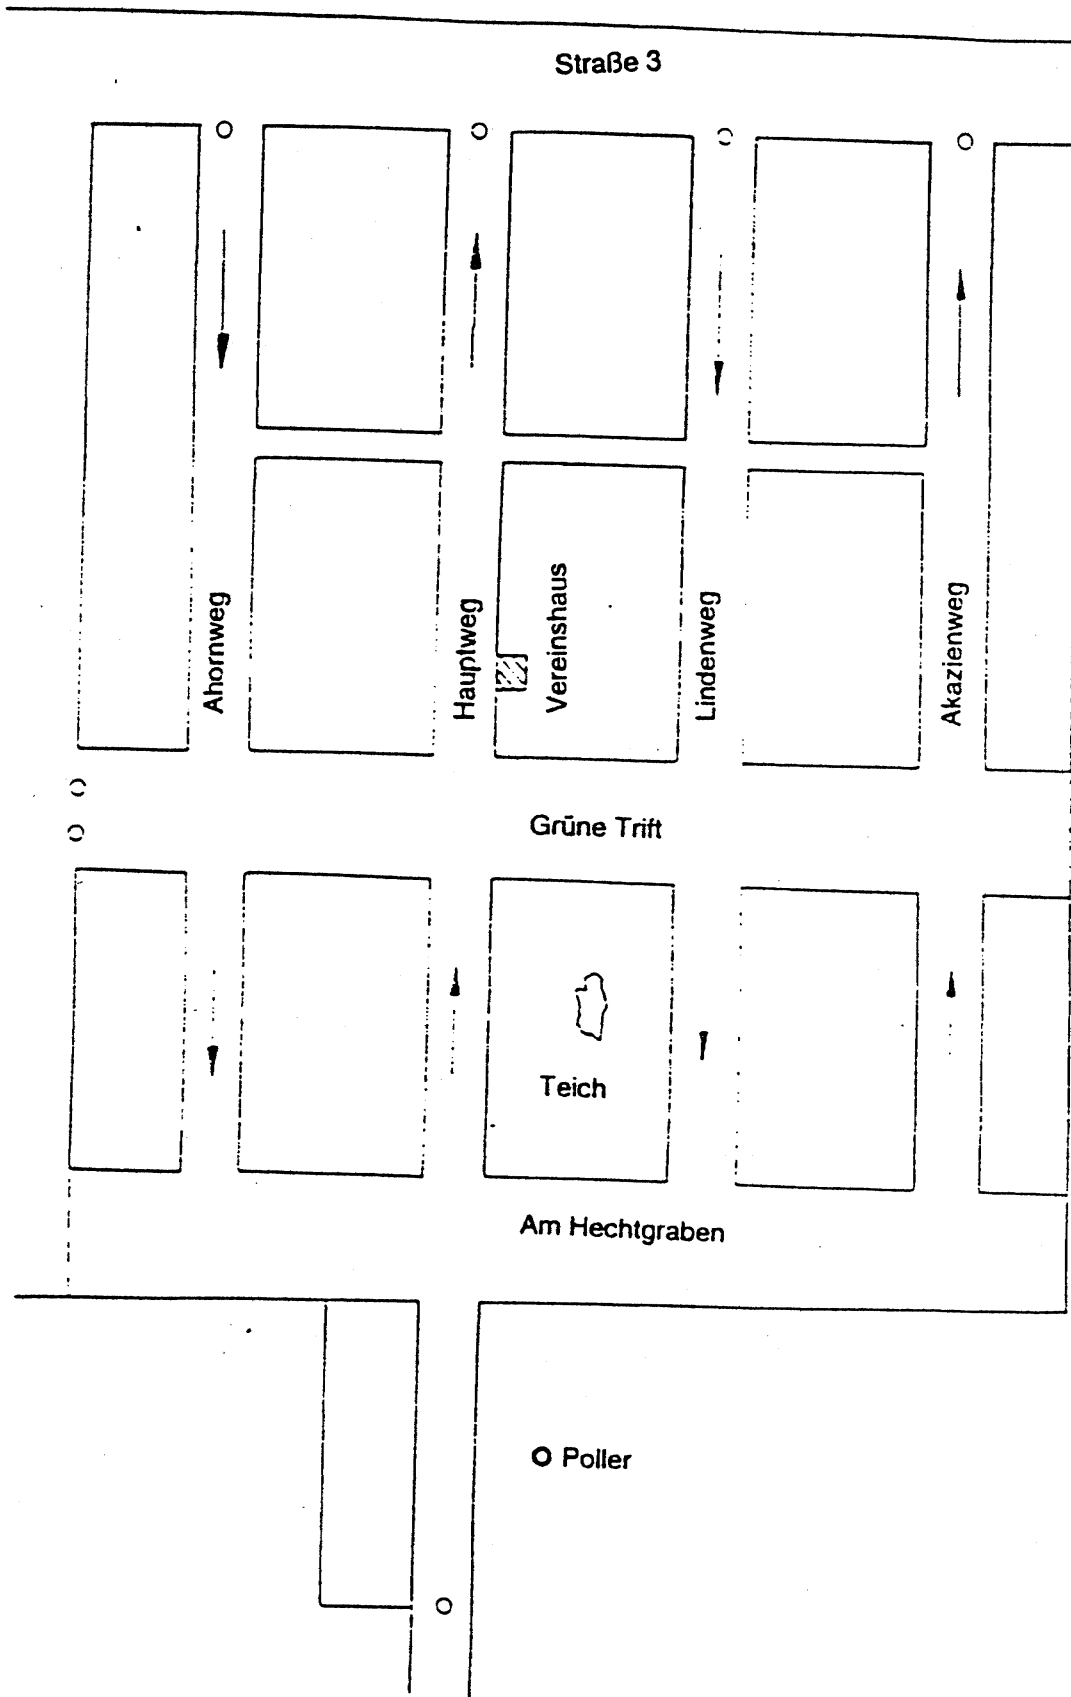 Straße 3
Ahornweg
Hauptweg
Vereinshaus
Lindenweg
Akazienweg
Grüne Trift
Teich
Am Hechtgraben
Poller